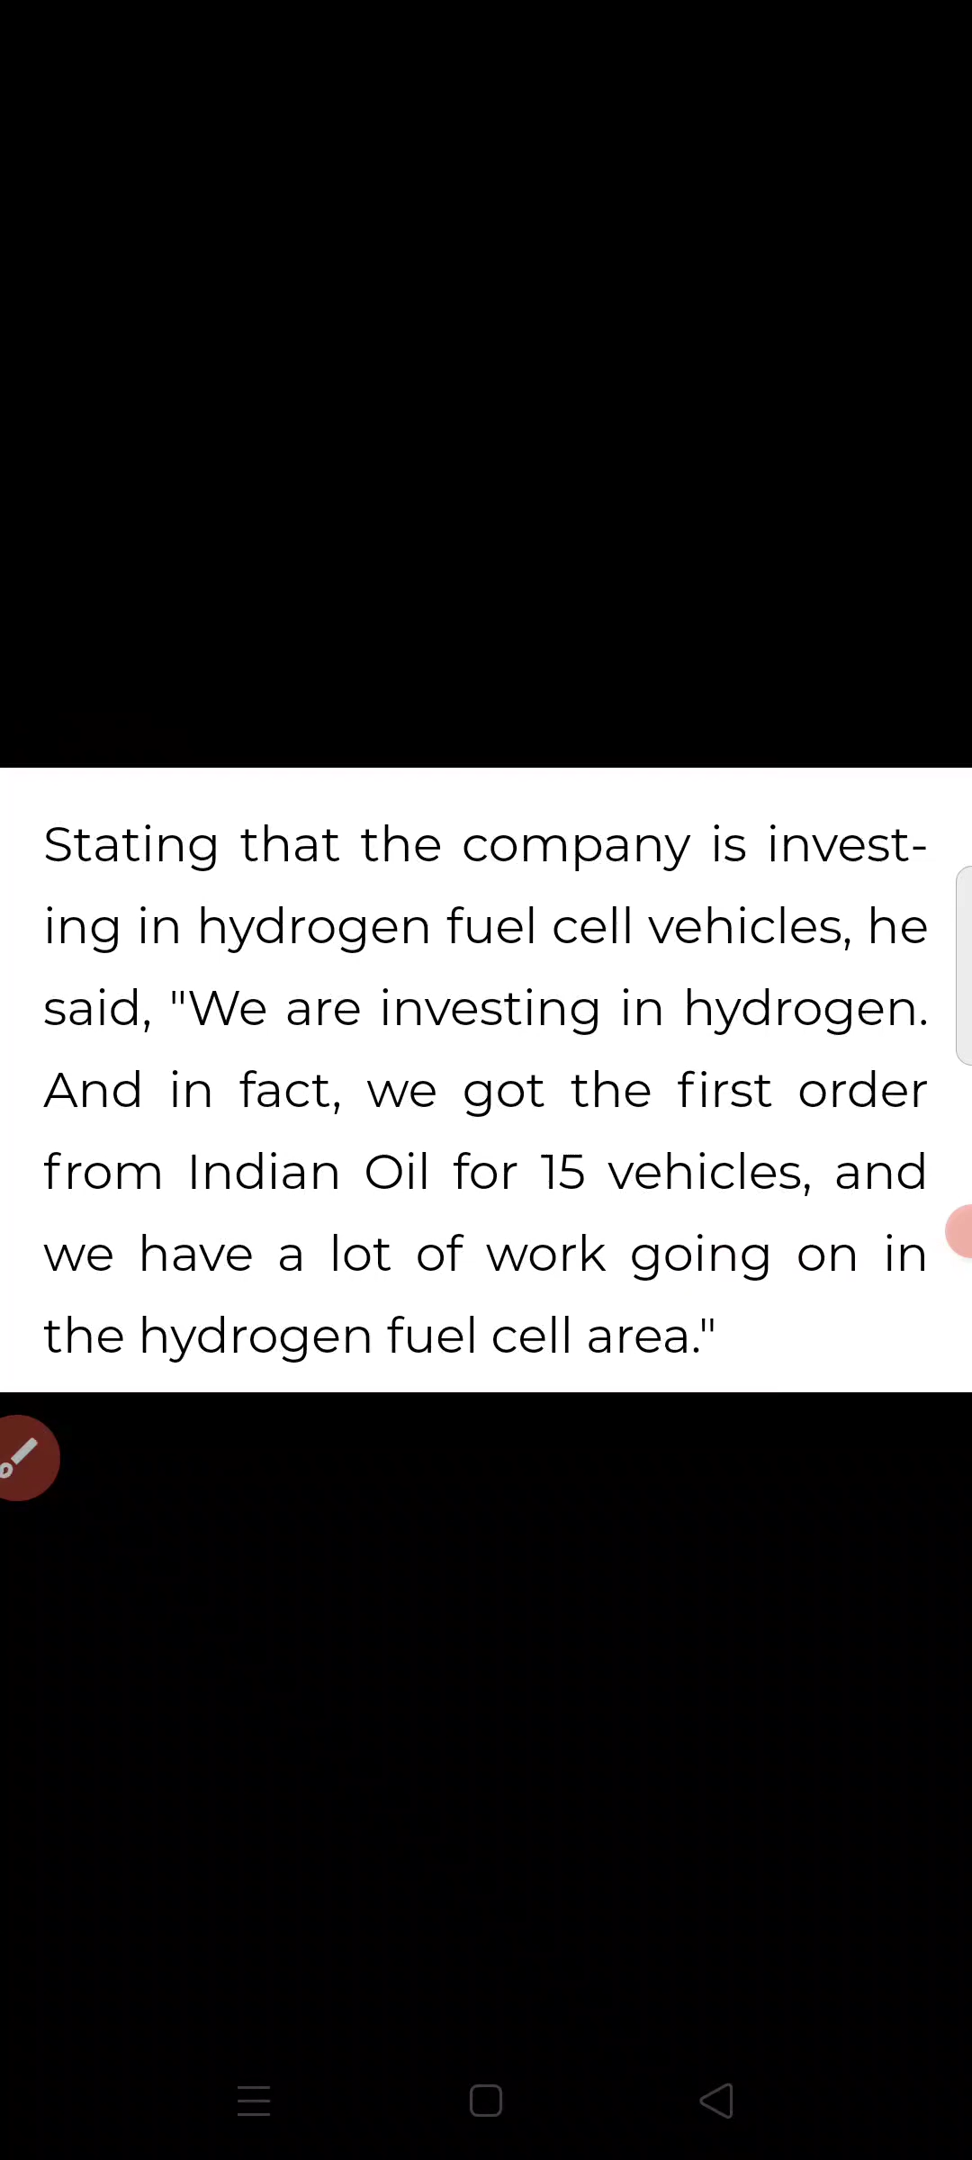 Stating that the company is invest-
ing in hydrogen fuel cell vehicles, he
said, "We are investing in hydrogen.
And in fact, we got the first order
from Indian Oil for 15 vehicles, and
we have a lot of work going on in
the hydrogen fuel cell area."